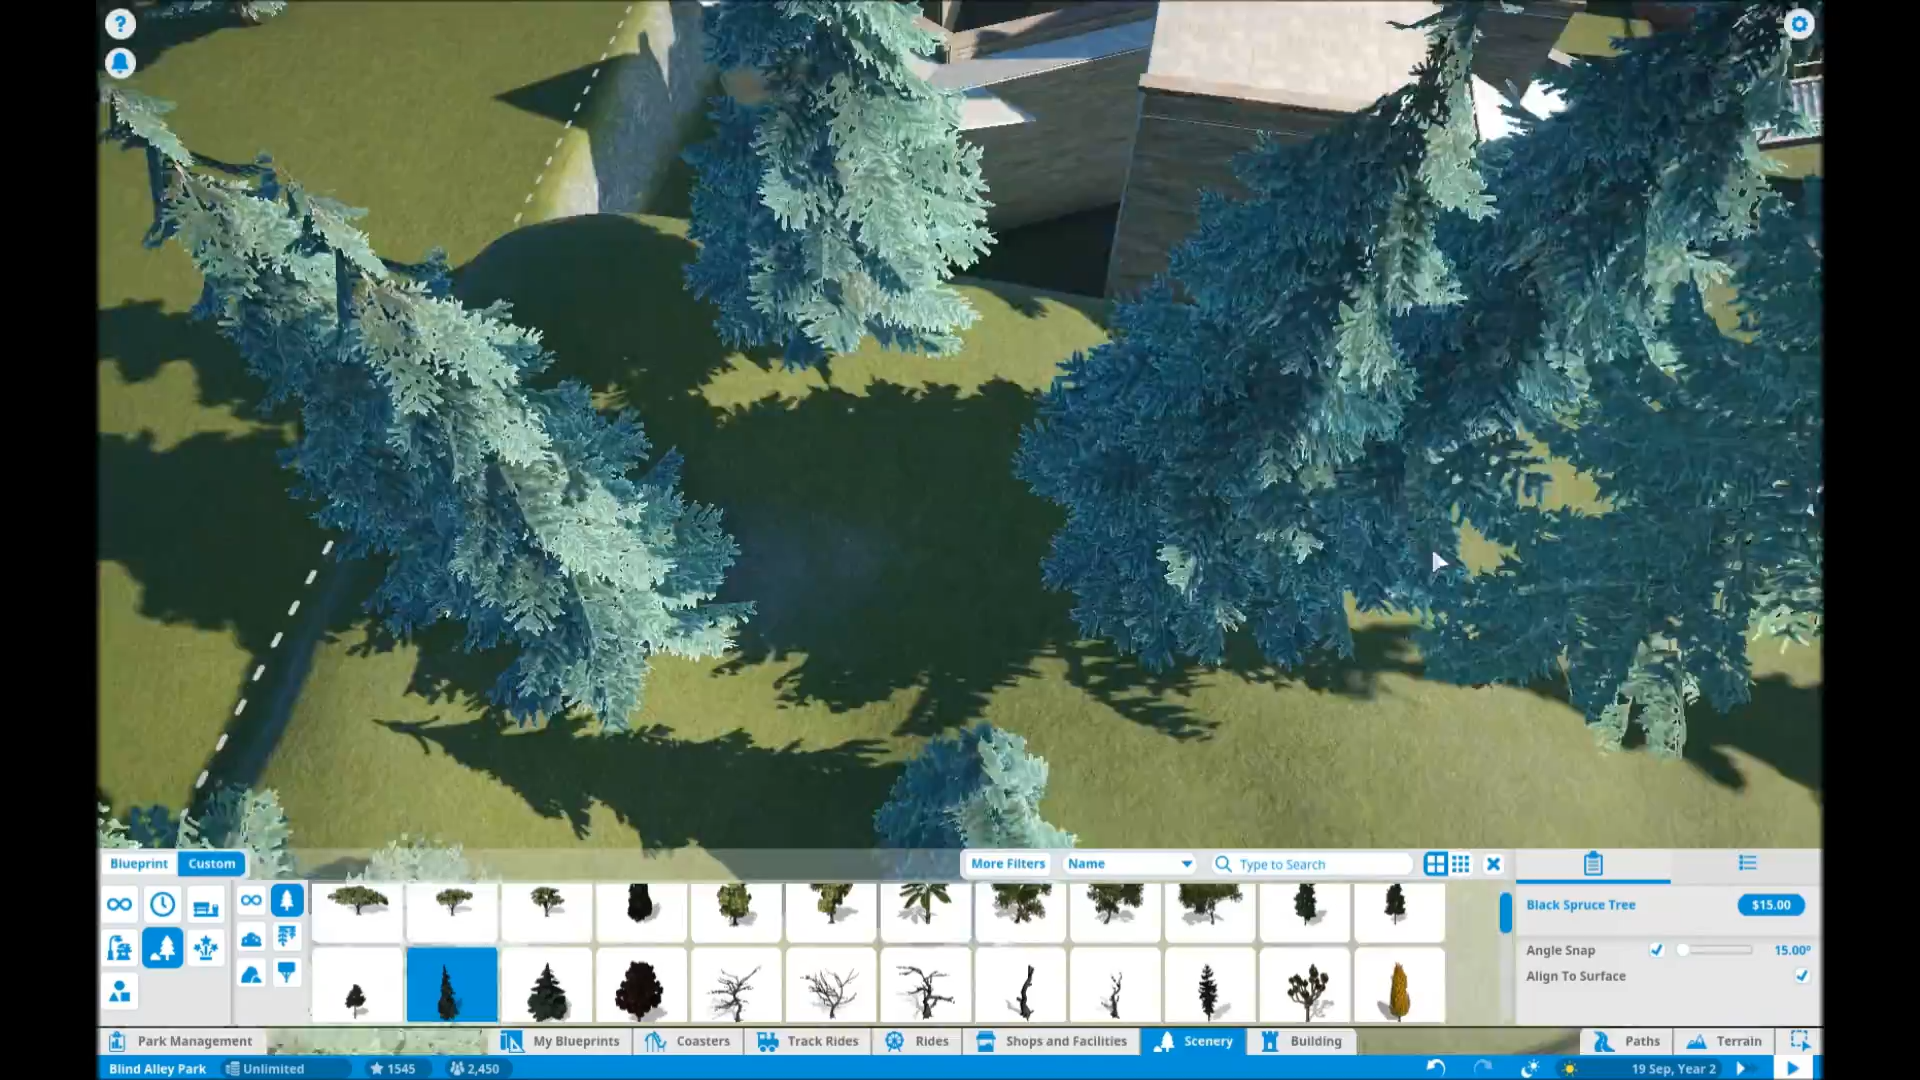 ?
Blueprint Custom
More Filters Name Type to Search
Black Spruce Tree $15.00
Angle Snap 15.00°
Align To Surface
Park Management My Blueprints Coasters Track Rides Rides Shops and Facilities Scenery Building Paths Terrain
Blind Alley Park Unlimited 1545 2,450 19 Sep, Year 2